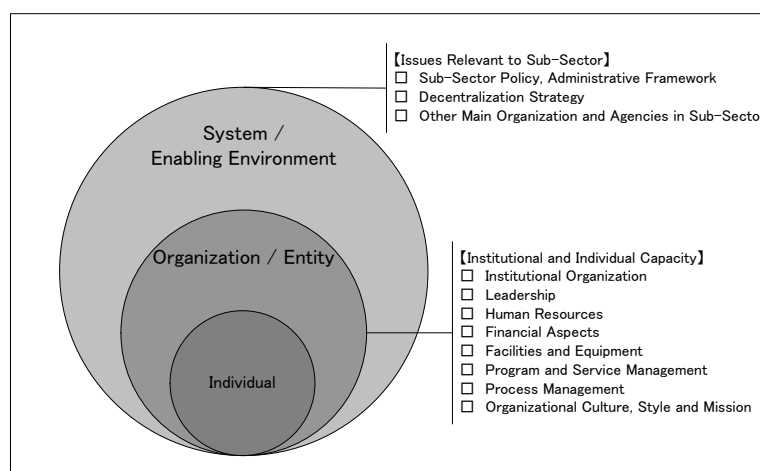 【Issues Relevant to Sub-Sector】
□ Sub-Sector Policy, Administrative Framework
□ Decentralization Strategy
□ Other Main Organization and Agencies in Sub-Secto
System /
Enabling Environment
Organization / Entity
【Institutional and Individual Capacity】
□ Institutional Organization
□ Leadership
□ Human Resources
□ Financial Aspects
□ Facilities and Equipment
□ Program and Service Management
□ Process Management
□ Organizational Culture, Style and Mission
Individual